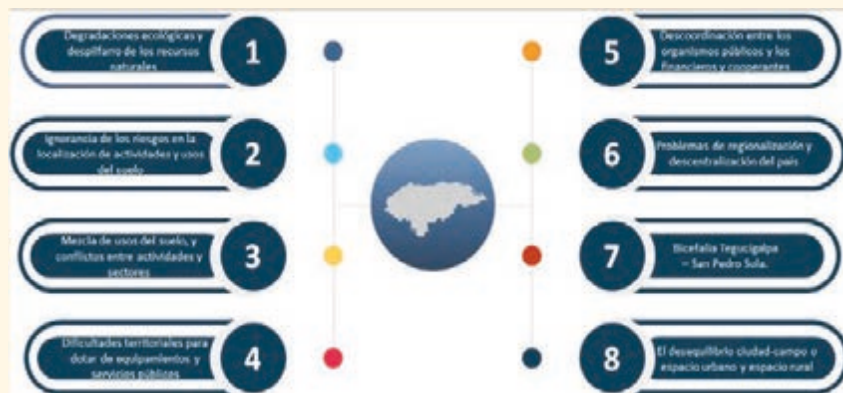 Degradaciones ecológicas y
despilfarro de los recursos
naturales
1
Ignorancia de los riesgos en la
localización de actividades y usos
del suelo
2
Mezcla de usos del suelo, y
conflictos entre actividades y
sectores
3
Dificultades territoriales para
dotar de equipamientos y
servicios públicos
4
5
Descoordinación entre los
organismos públicos y los
financieros y cooperantes
6
Problemas de regionalización y
descentralización del país
7
Bicefalia Tegucigalpa
– San Pedro Sula.
8
El desequilibrio ciudad-campo o
espacio urbano y espacio rural